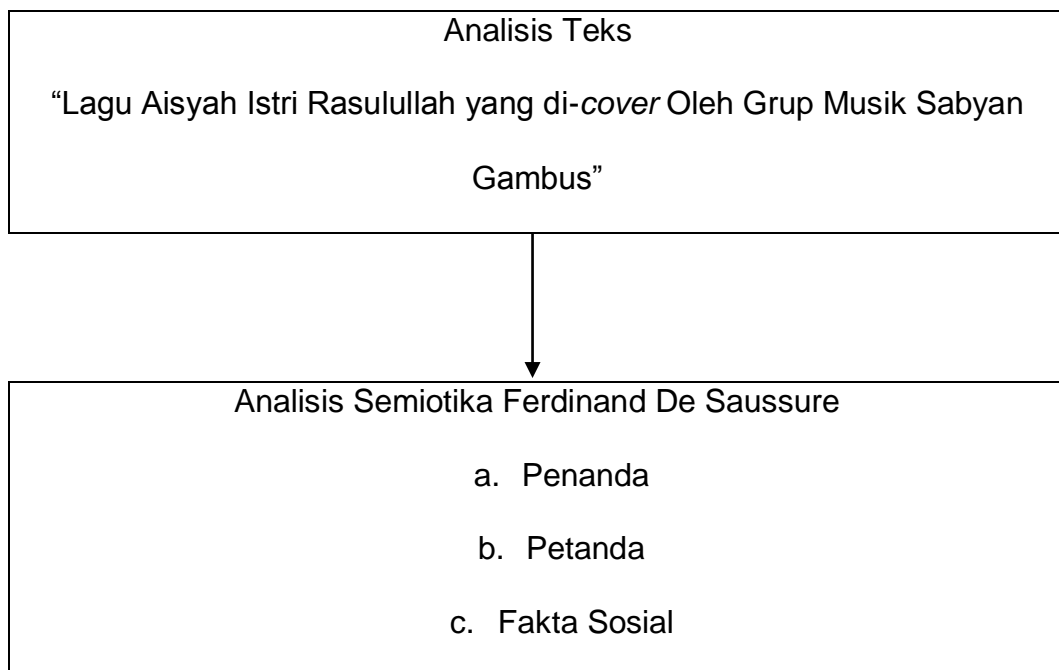 Analisis Teks
“Lagu Aisyah Istri Rasulullah yang di-cover Oleh Grup Musik Sabyan
Gambus”
Analisis Semiotika Ferdinand De Saussure
a. Penanda
b. Petanda
c. Fakta Sosial